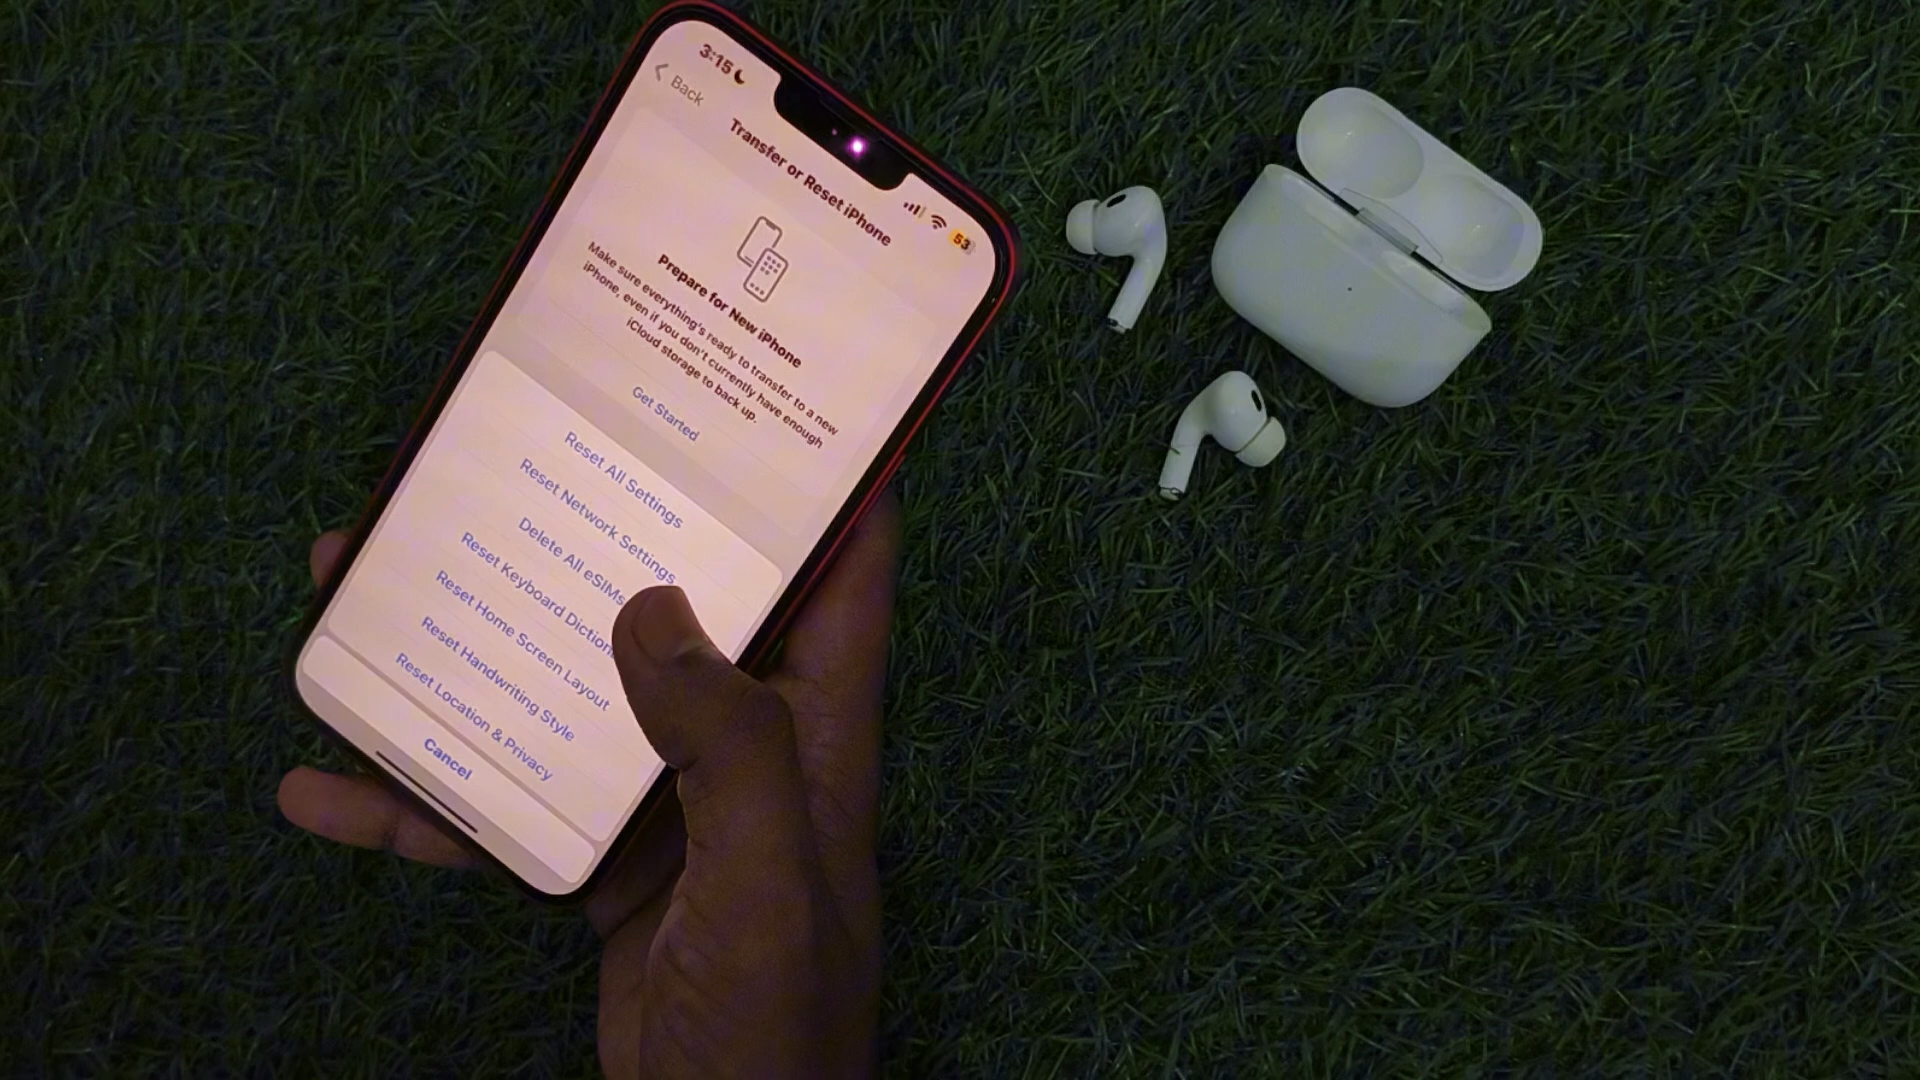 3:15
Back
Transfer or Reset iPhone
53
Prepare for New iPhone
Make sure everything's ready to transfer to a new
iPhone, even if you don't currently have enough
iCloud storage to back up.
Get Started
Reset All Settings
Reset Network Settings
Delete All eSIMs
Reset Keyboard Diction
Reset Home Screen Layout
Reset Handwriting Style
Reset Location & Privacy
Cancel